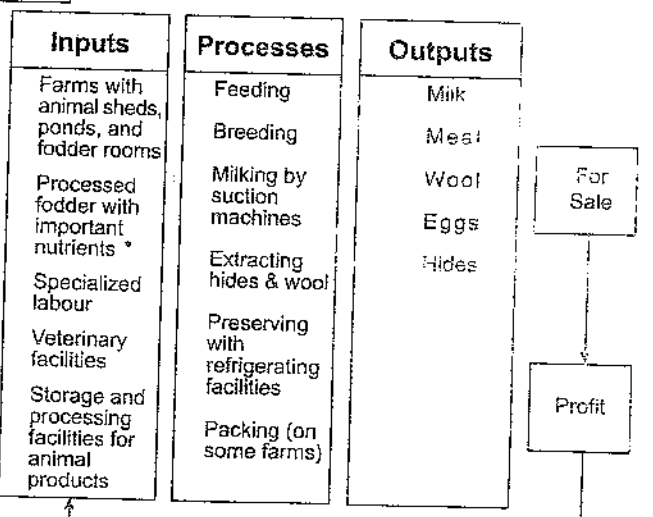 Inputs
Farms with
animal sheds,
ponds, and
fodder rooms
Processed
fodder with
important
nutrients *
Specialized
labour
Veterinary
facilities
Storage and
processing
facilities for
animal
products
Processes
Feeding
Breeding
Milking by
suction
machines
Extracting
hides & wool
Preserving
with
refrigerating
facilities
Packing (on
some farms)
Outputs
Milk
Meat
Wool
Eggs
Hides
For
Sale
Profit